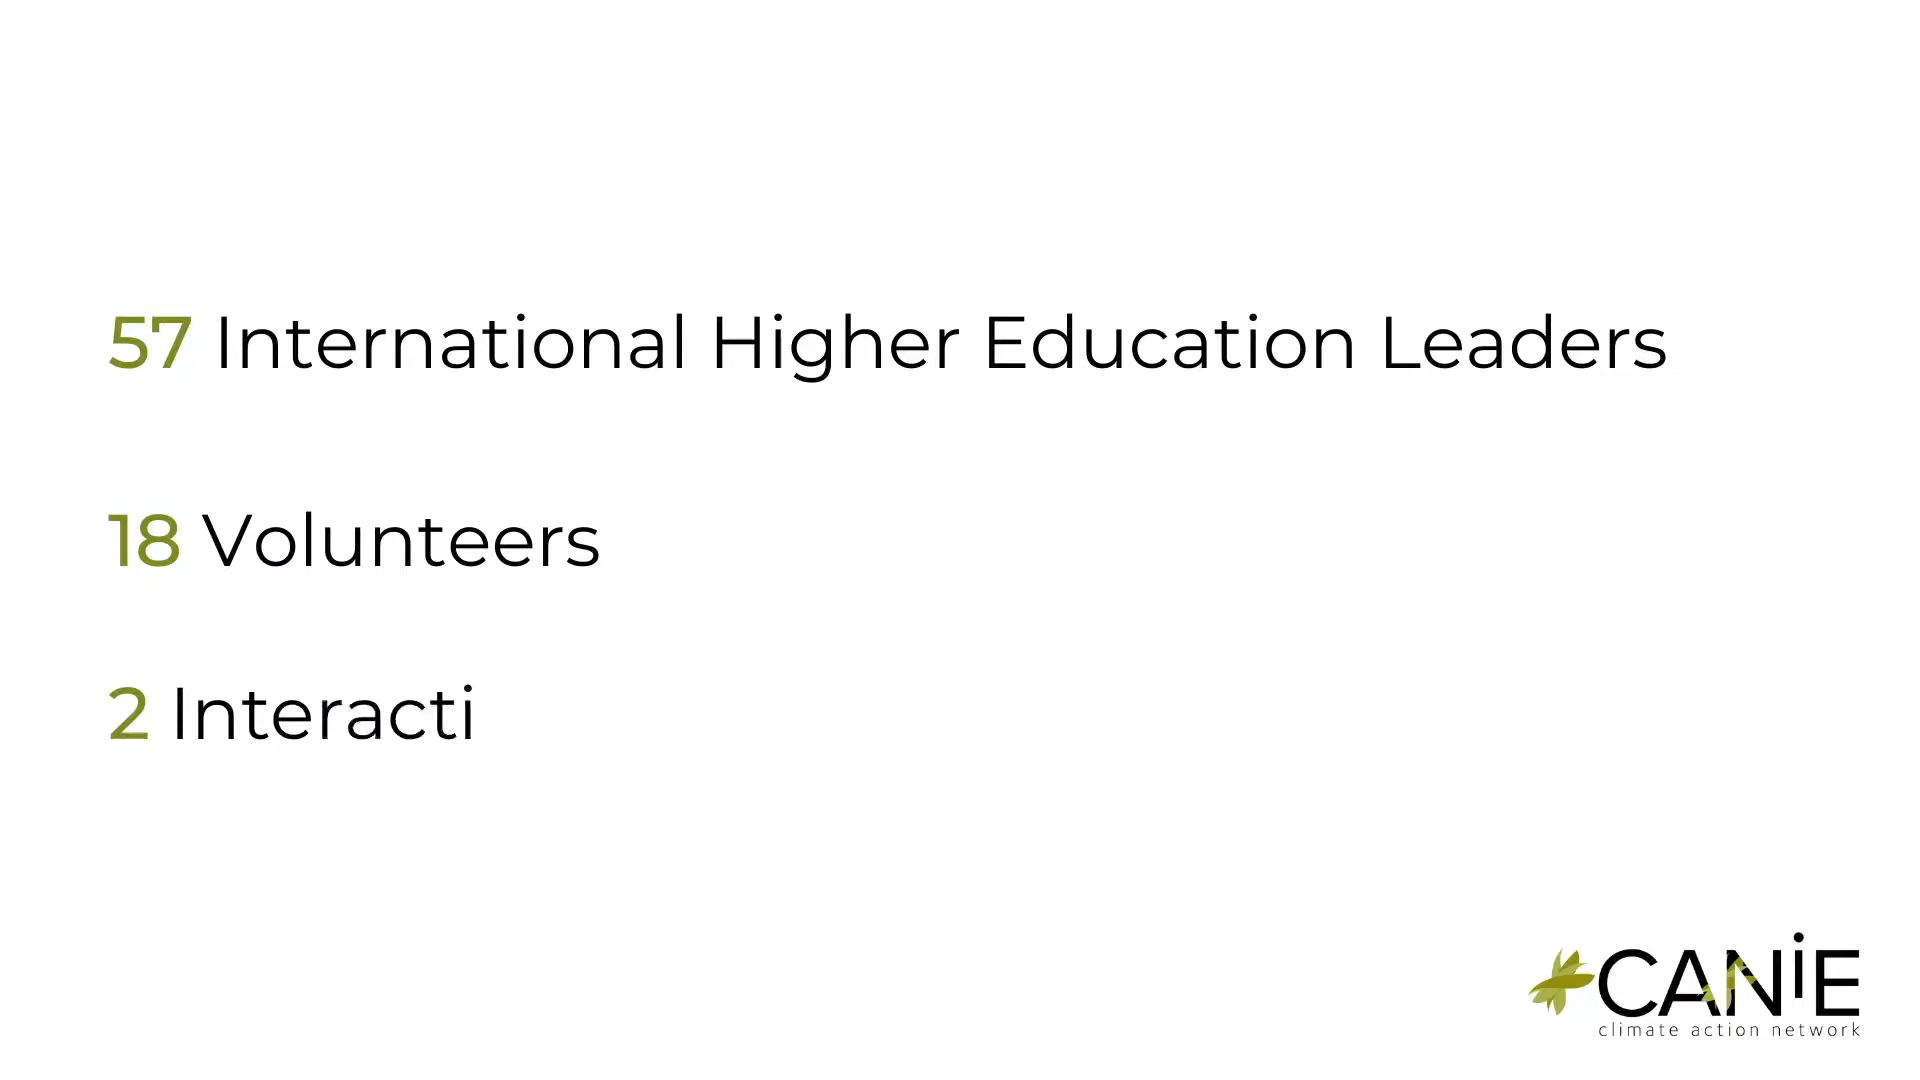 57 International Higher Education Leaders
18 Volunteers
2 Interacti
CANiE
climate action network